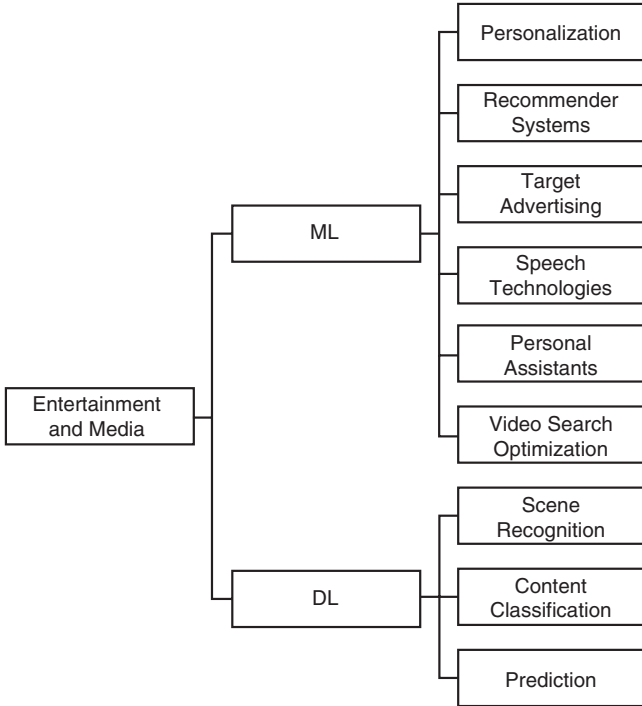 Personalization
Recommender
Systems
Target
Advertising
ML
Speech
Technologies
Personal
Assistants
Entertainment
and Media
Video Search
Optimization
Scene
Recognition
DL
Content
Classification
Prediction